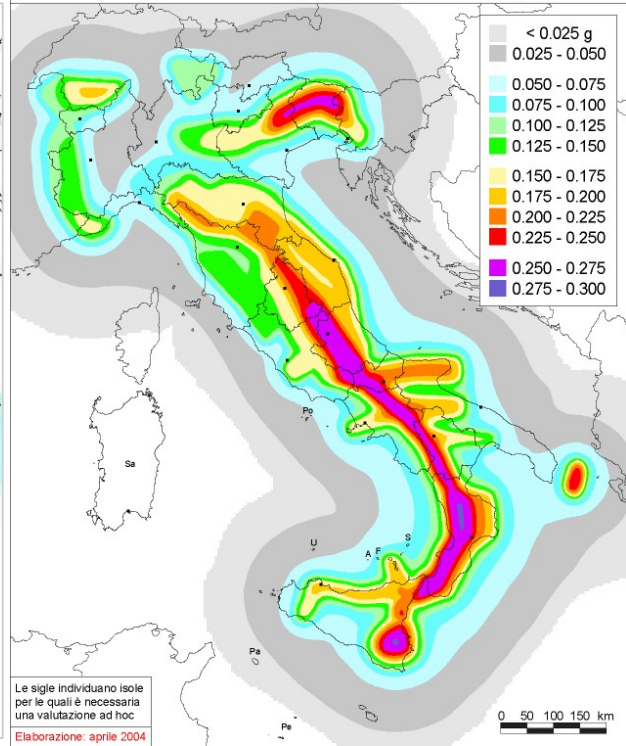 < 0.025 g
0.025 - 0.050
0.050 - 0.075
0.075 - 0.100
0.100 - 0.125
0.125 - 0.150
0.150 - 0.175
0.175 - 0.200
0.200 - 0.225
0.225 - 0.250
0.250 - 0.275
0.275 - 0.300
Po
Sa
U
A
F
S
Pa
Pe
Le sigle individuano isole
per le quali è necessaria
una valutazione ad hoc
Elaborazione: aprile 2004
0 50 100 150 km